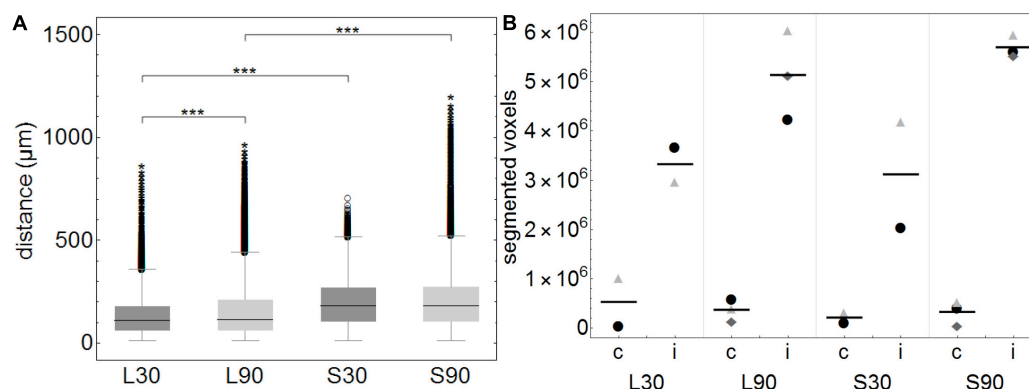 A
distance (µm)
1500
1000
500
0
***
***
***
L30 L90 S30 S90
B
segmented voxels
6×10⁶
5×10⁶
4×10⁶
3×10⁶
2×10⁶
1×10⁶
0
c i c i c i c i
L30 L90 S30 S90